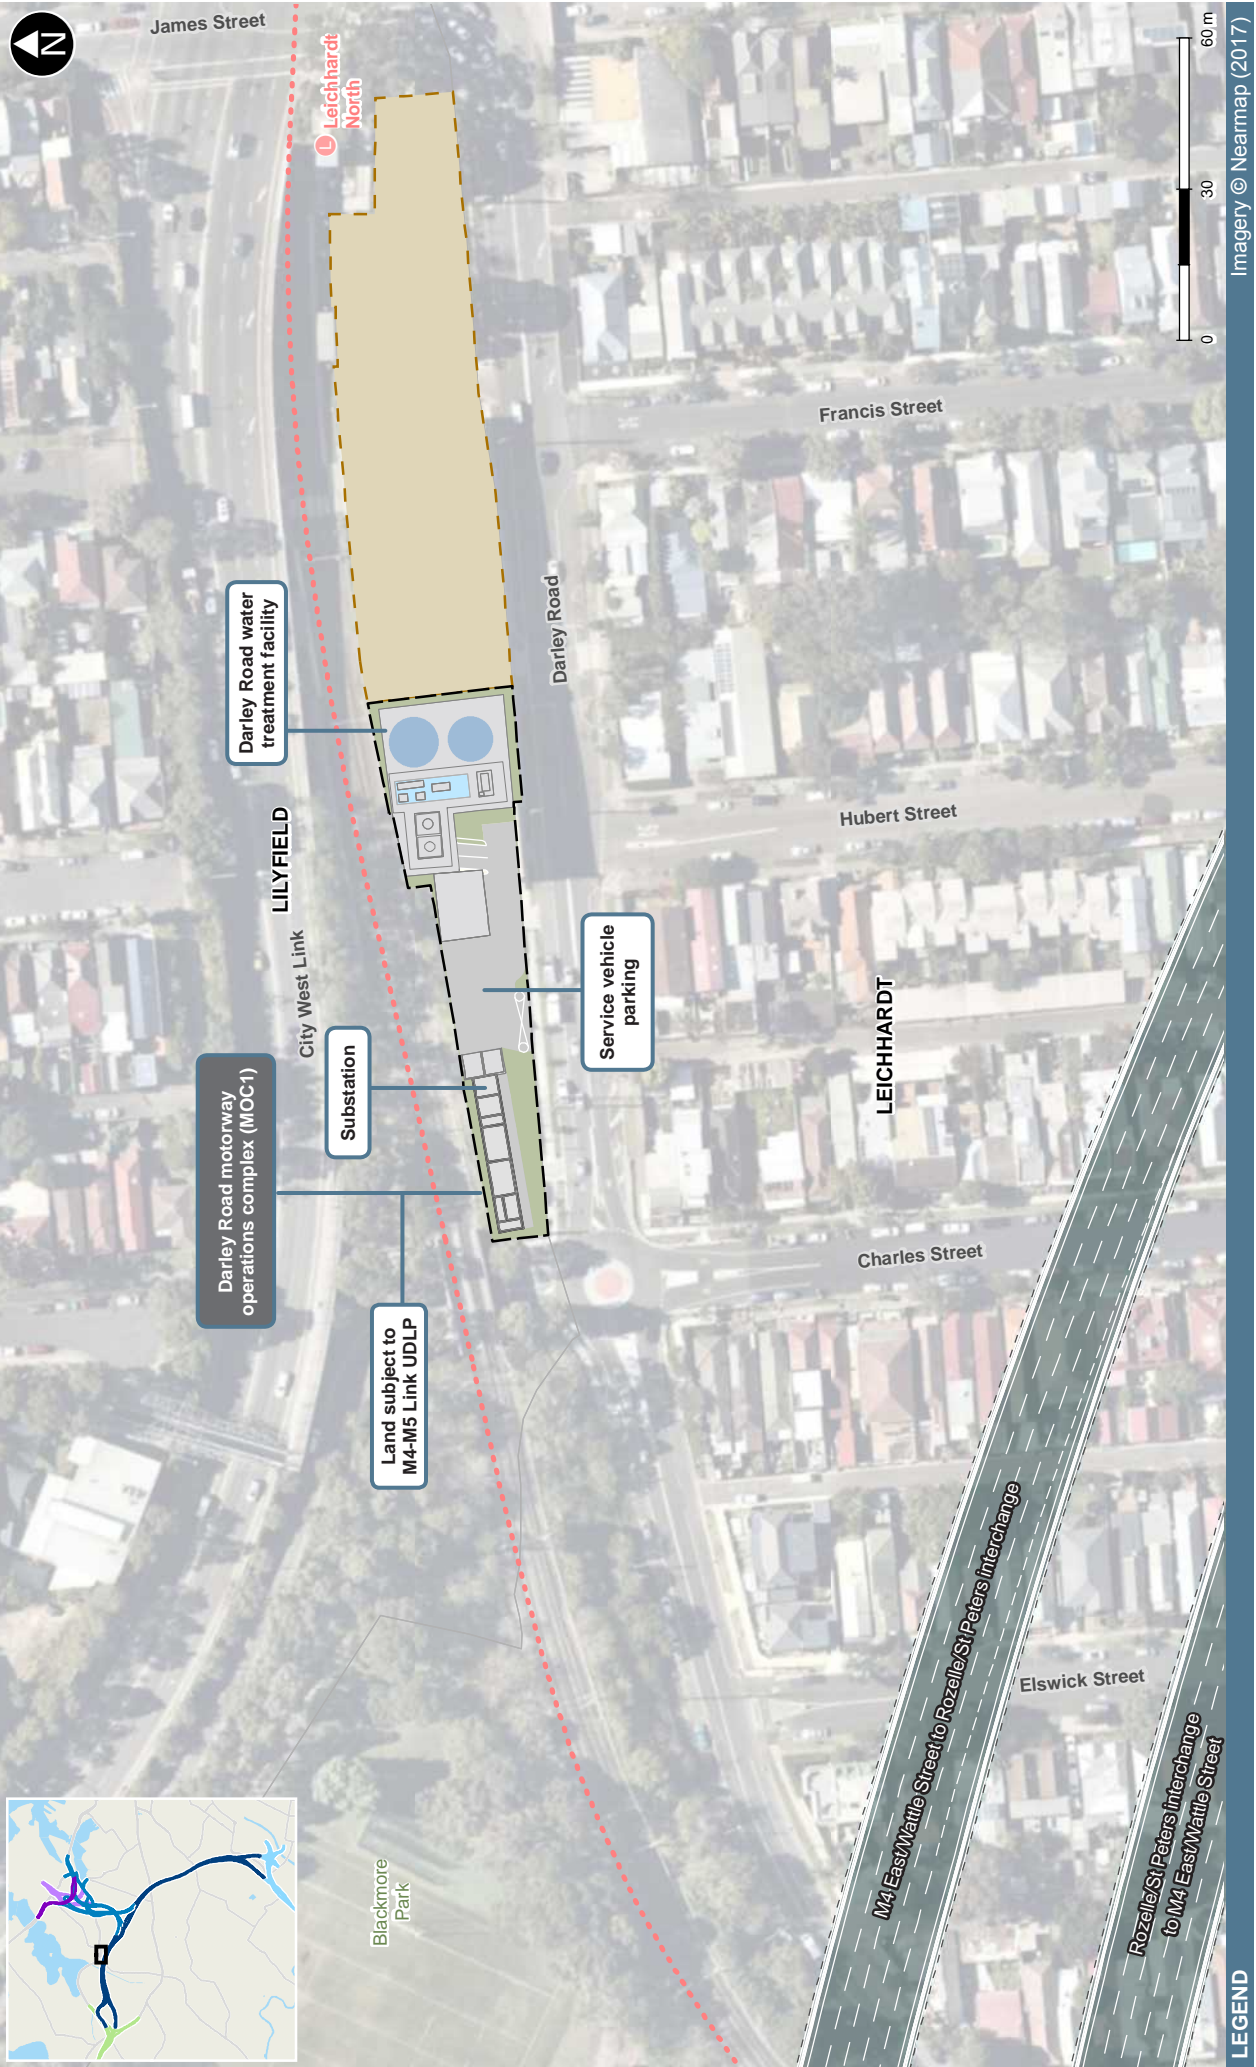 James Street
N
L
Leichhardt
North
Darley Road water
treatment facility
LILYFIELD
City West Link
Darley Road
Darley Road motorway
operations complex (MOC1)
Substation
Service vehicle
parking
Land subject to
M4-M5 Link UDLP
Francis Street
Hubert Street
LEICHHARDT
Charles Street
Elswick Street
Blackmore
Park
M4 East/Wattle Street to Rozelle/St Peters interchange
Rozelle/St Peters interchange
to M4 East/Wattle Street
0
30
60 m
LEGEND
Imagery © Nearmap (2017)